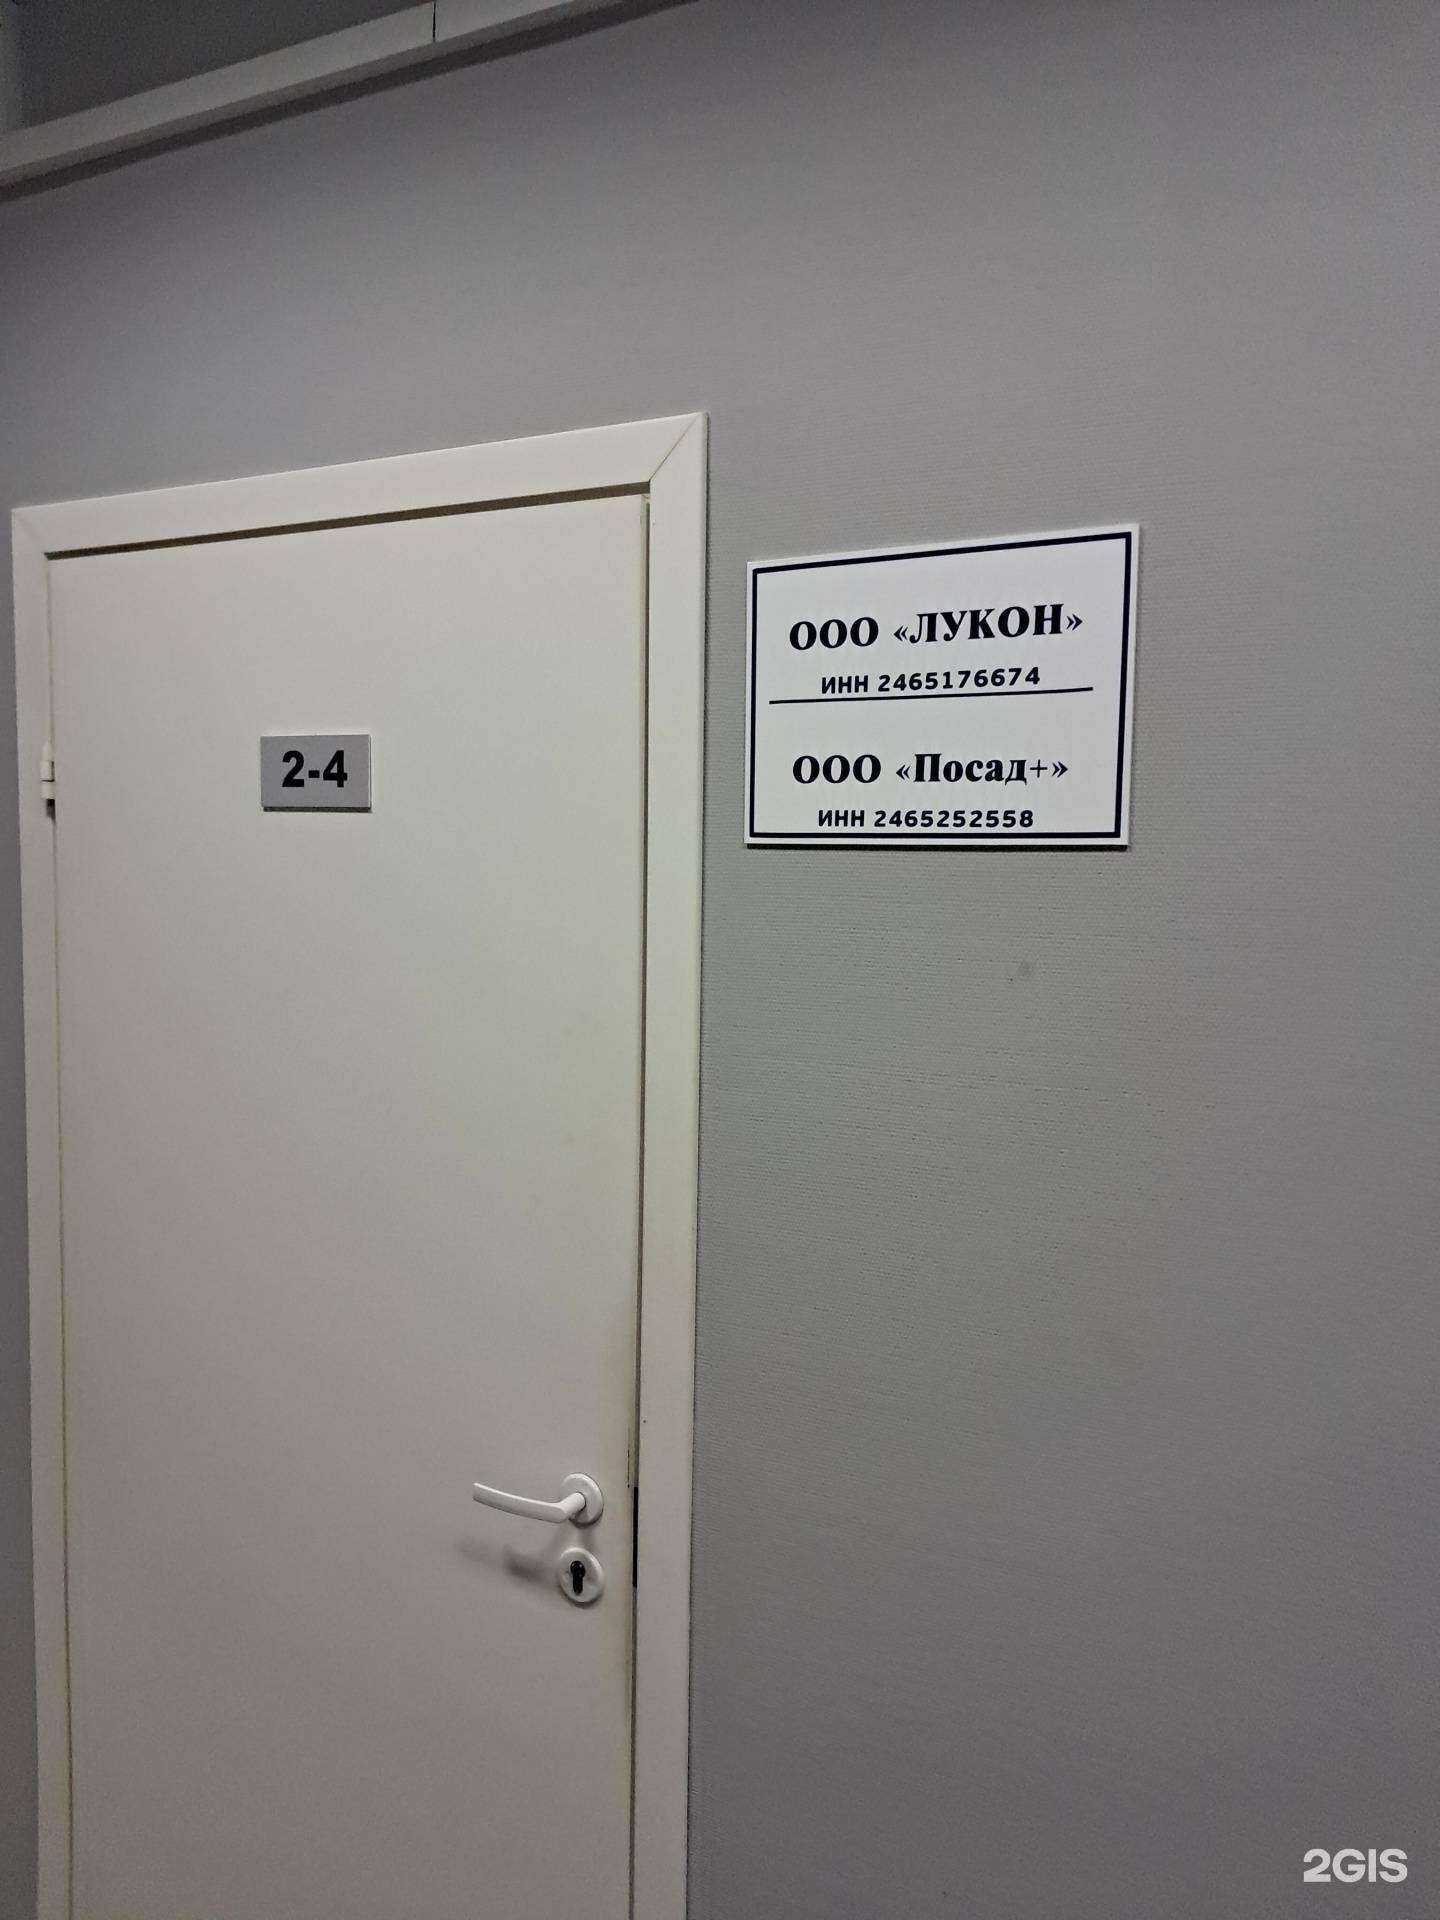 2-4
ООО «ЛУКОН»
ИНН 2465176674
ООО «Посад+»
ИНН 2465252558
2GIS